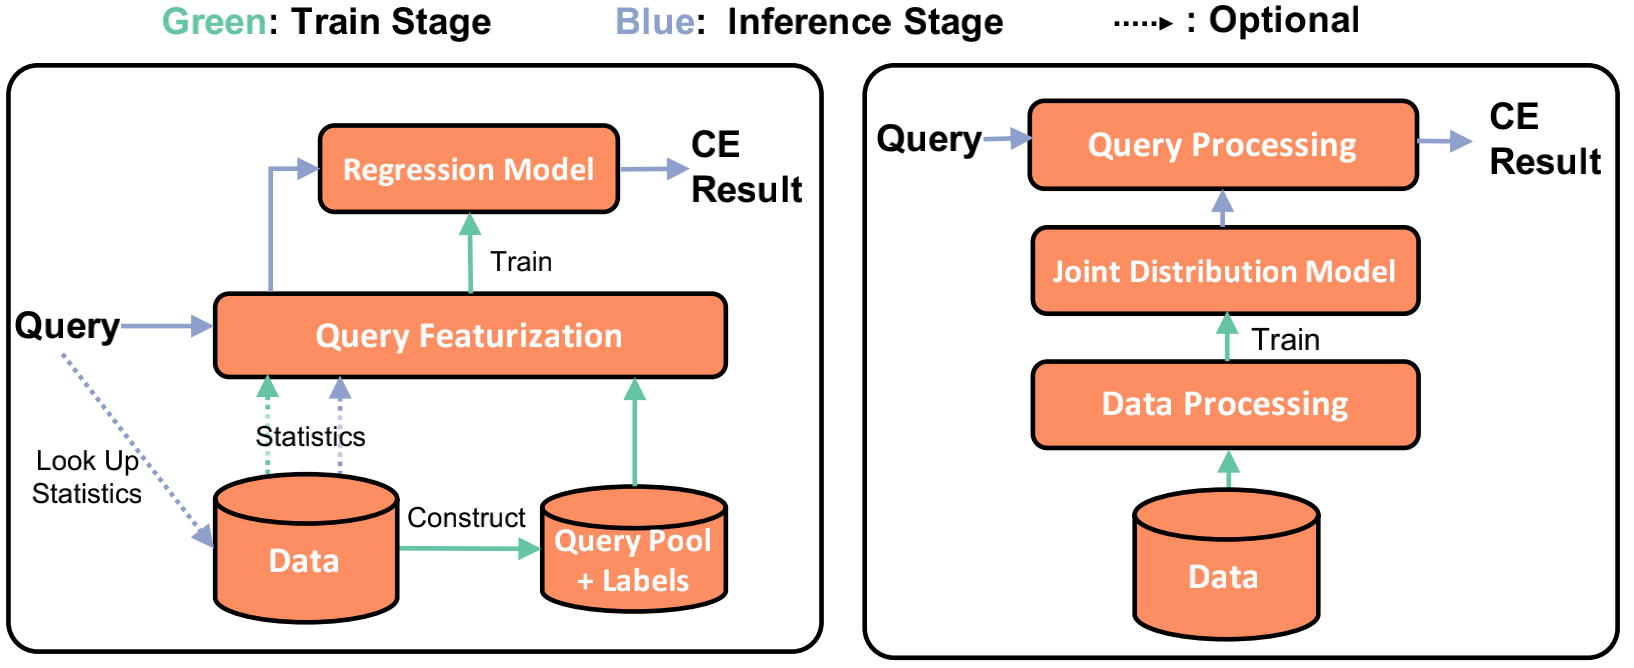 Green: Train Stage
Blue: Inference Stage
: Optional
Regression Model
CE
Result
Train
Query
Query Featurization
Statistics
Look Up
Statistics
Construct
Data
Query Pool
+ Labels
Query
Query Processing
CE
Result
Joint Distribution Model
Train
Data Processing
Data